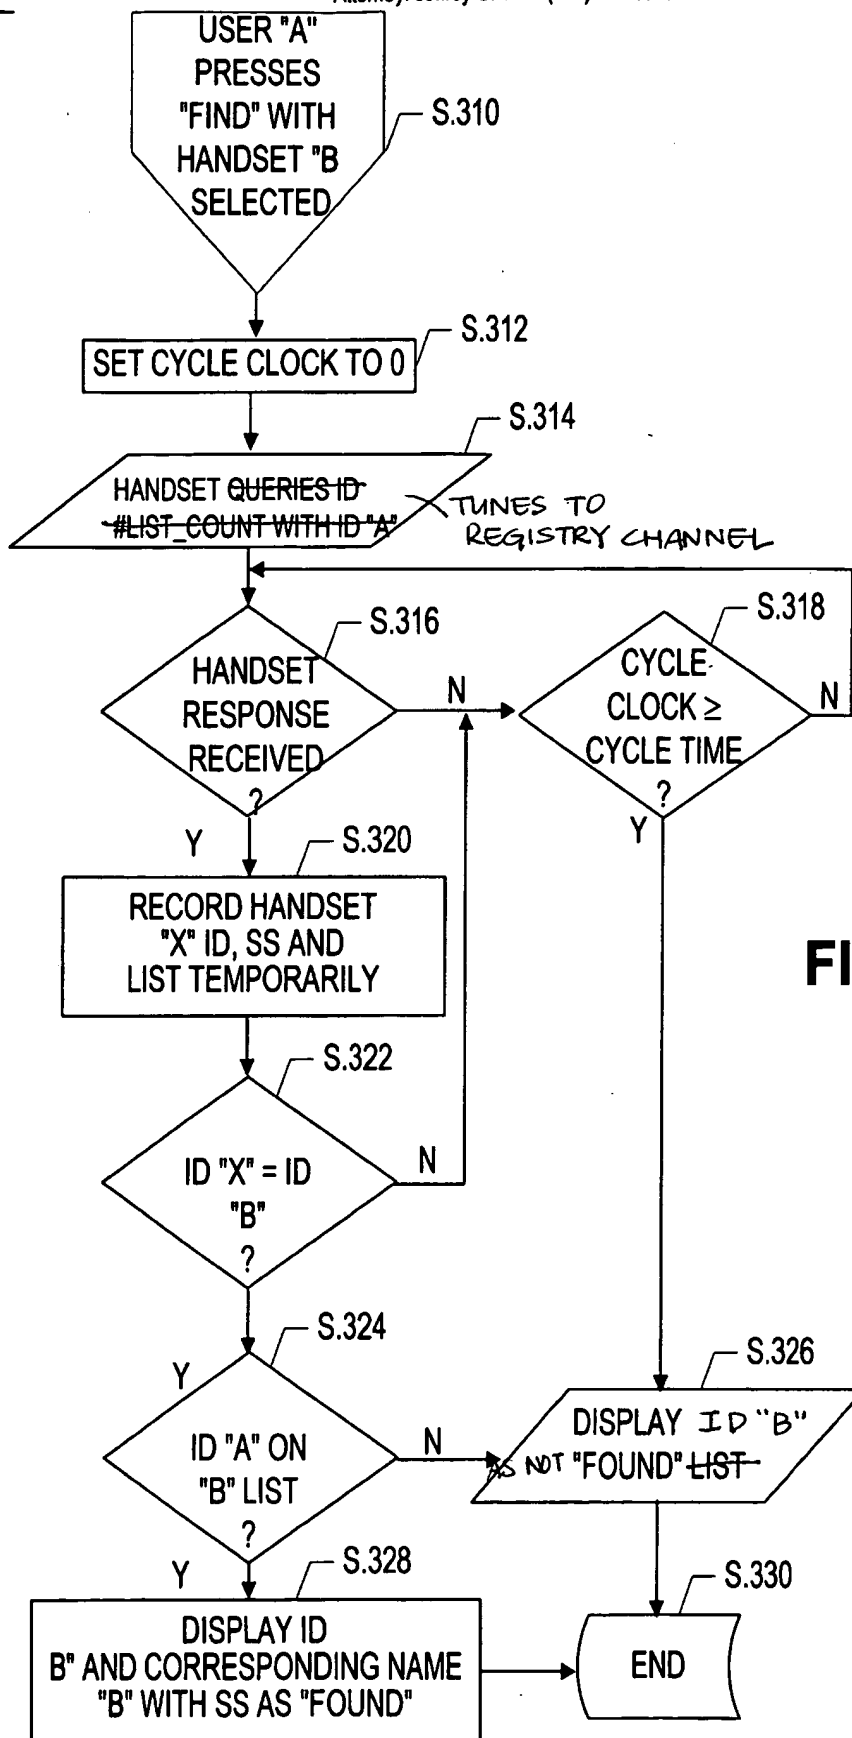 USER "A"
PRESSES
"FIND" WITH
HANDSET "B
SELECTED
S.310
S.312
SET CYCLE CLOCK TO 0
S.314
HANDSET QUERIES ID
#LIST_COUNT WITH ID "A"
TUNES TO
REGISTRY CHANNEL
S.316
HANDSET
RESPONSE
RECEIVED
?
N
Y
S.318
CYCLE
CLOCK ≥
CYCLE TIME
?
N
Y
S.320
RECORD HANDSET
"X" ID, SS AND
LIST TEMPORARILY
FI
S.322
ID "X" = ID
"B"
?
N
Y
S.324
ID "A" ON
"B" LIST
?
N
Y
S.326
DISPLAY ID "B"
AS NOT "FOUND" LIST
S.328
DISPLAY ID
B" AND CORRESPONDING NAME
"B" WITH SS AS "FOUND"
S.330
END